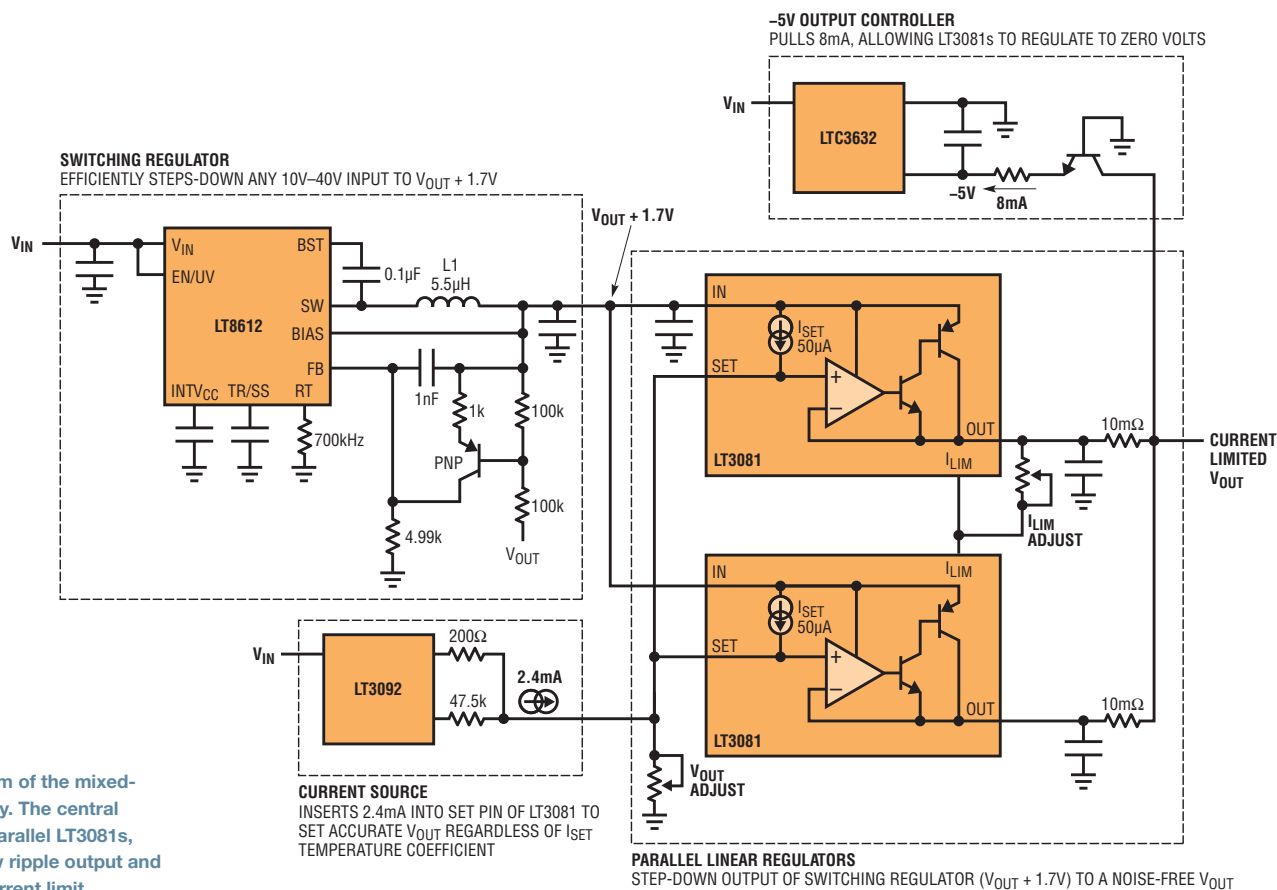 –5V OUTPUT CONTROLLER
PULLS 8mA, ALLOWING LT3081s TO REGULATE TO ZERO VOLTS
VIN
LTC3632
–5V
8mA
SWITCHING REGULATOR
EFFICIENTLY STEPS-DOWN ANY 10V–40V INPUT TO VOUT + 1.7V
VIN
VIN
EN/UV
BST
0.1µF
L1
5.5µH
SW
LT8612
BIAS
FB
INTVCC
TR/SS
RT
700kHz
1nF
1k
100k
PNP
100k
4.99k
VOUT
VOUT + 1.7V
IN
ISET
50µA
SET
+
–
OUT
LT3081
ILIM
10mΩ
CURRENT
LIMITED
VOUT
ILIM
ADJUST
IN
ILIM
ISET
50µA
SET
+
–
OUT
LT3081
10mΩ
VIN
LT3092
200Ω
47.5k
2.4mA
VOUT
ADJUST
CURRENT SOURCE
INSERTS 2.4mA INTO SET PIN OF LT3081 TO
SET ACCURATE VOUT REGARDLESS OF ISET
TEMPERATURE COEFFICIENT
PARALLEL LINEAR REGULATORS
STEP-DOWN OUTPUT OF SWITCHING REGULATOR (VOUT + 1.7V) TO A NOISE-FREE VOUT
of the mixed-
The central
LT3081s,
ripple output and
limit